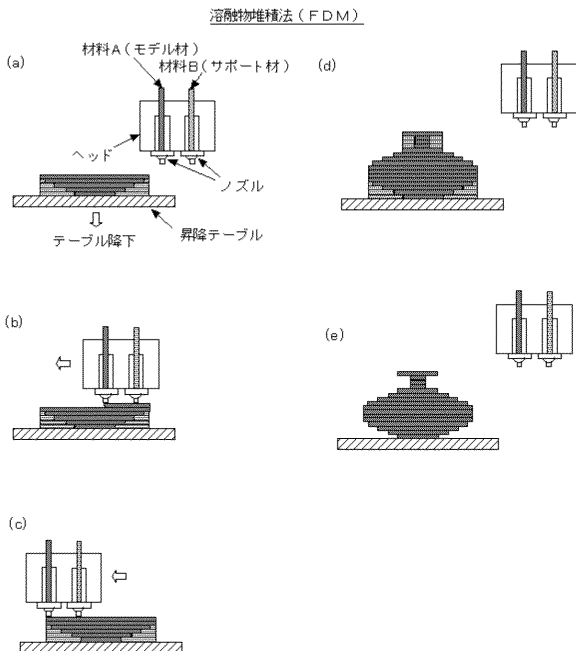 溶融物堆積法(FDM)
(a)
材料A(モデル材)
材料B(サポート材)
ヘッド
ノズル
テーブル降下
昇降テーブル
(b)
(c)
(d)
(e)